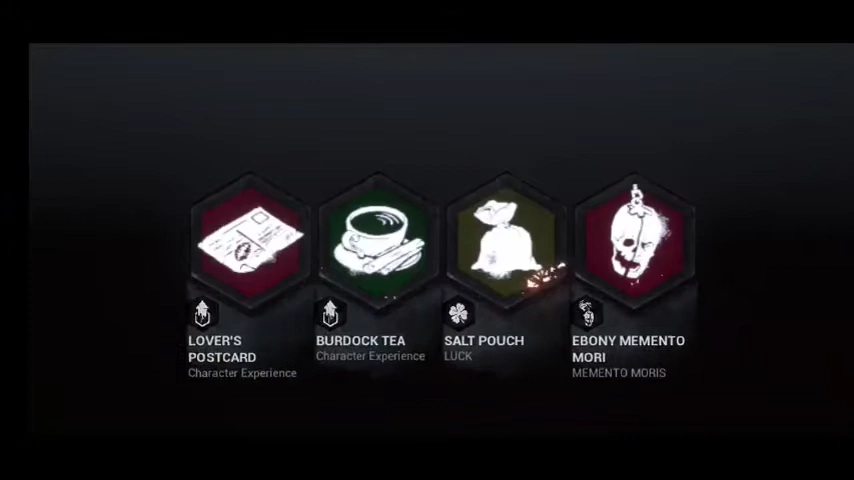 LOVER'S
POSTCARD
Character Experience
BURDOCK TEA
Character Experience
SALT POUCH
LUCK
EBONY MEMENTO
MORI
MEMENTO MORIS